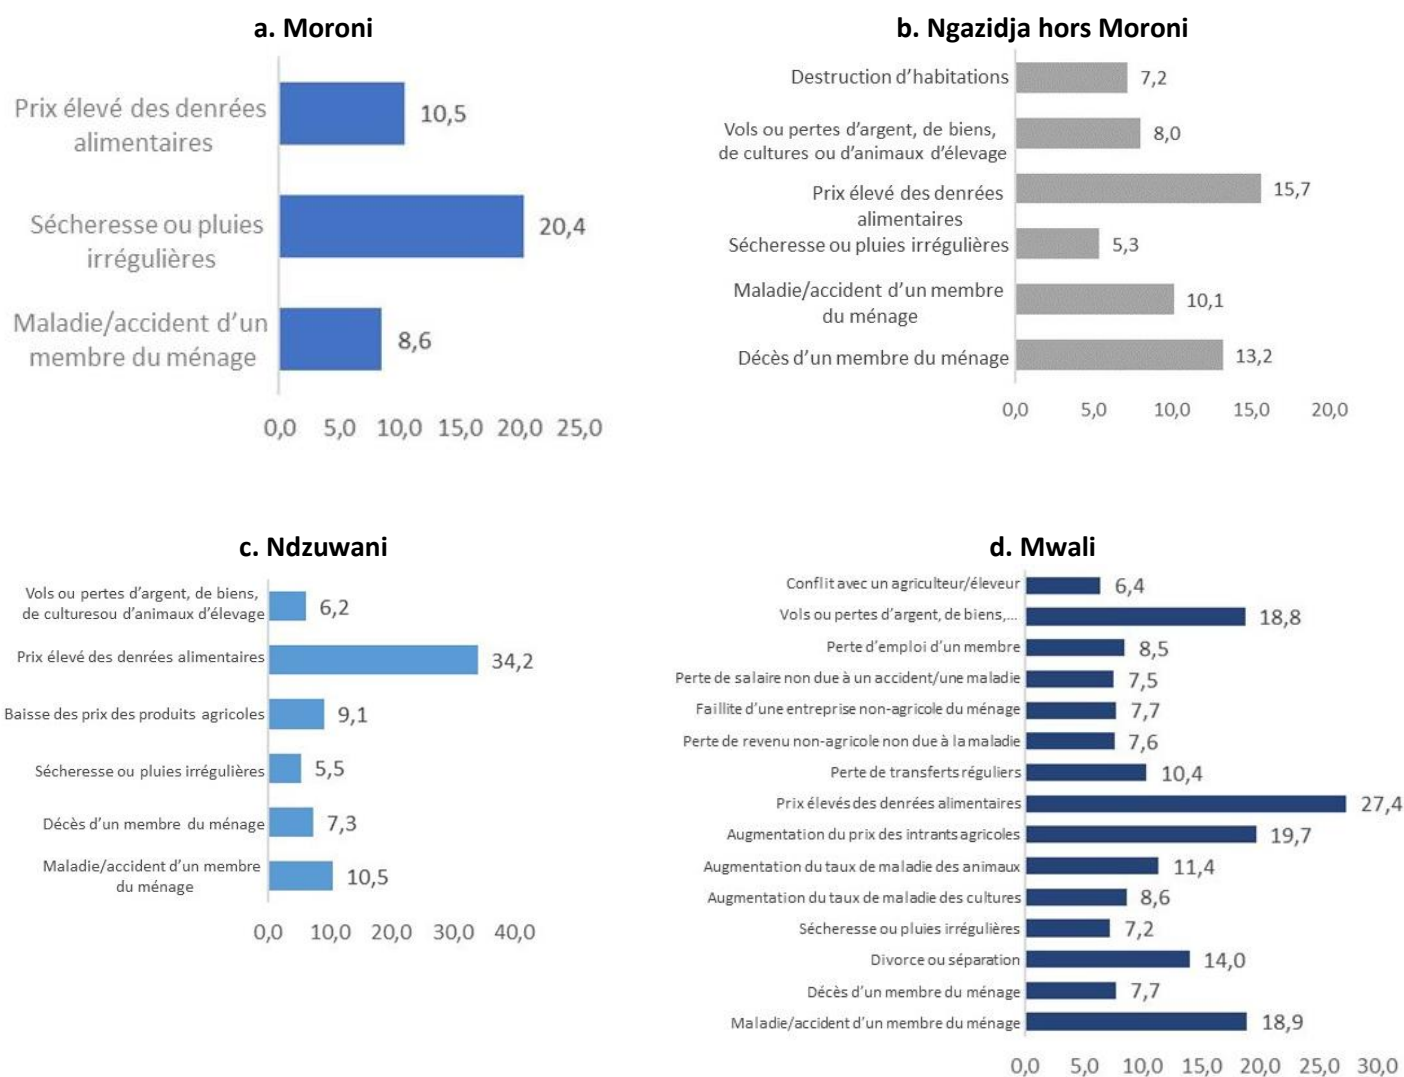 a. Moroni
Prix élevé des denrées
alimentaires
10,5
Sécheresse ou pluies
irrégulières
20,4
Maladie/accident d'un
membre du ménage
8,6
0,0 5,0 10,0 15,0 20,0 25,0
b. Ngazidja hors Moroni
Destruction d'habitations
7,2
Vols ou pertes d'argent, de biens,
de cultures ou d'animaux d'élevage
8,0
Prix élevé des denrées
alimentaires
15,7
Sécheresse ou pluies irrégulières
5,3
Maladie/accident d'un membre
du ménage
10,1
Décès d'un membre du ménage
13,2
0,0 5,0 10,0 15,0 20,0
c. Ndzuwani
Vols ou pertes d'argent, de biens,
de culturesou d'animaux d'élevage
6,2
Prix élevé des denrées alimentaires
34,2
Baisse des prix des produits agricoles
9,1
Sécheresse ou pluies irrégulières
5,5
Décès d'un membre du ménage
7,3
Maladie/accident d'un membre
du ménage
10,5
0,0 10,0 20,0 30,0 40,0
d. Mwali
Conflit avec un agriculteur/éleveur
6,4
Vols ou pertes d'argent, de biens,...
18,8
Perte d'emploi d'un membre
8,5
Perte de salaire non due à un accident/une maladie
7,5
Faillite d'une entreprise non-agricole du ménage
7,7
Perte de revenu non-agricole non due à la maladie
7,6
Perte de transferts réguliers
10,4
Prix élevés des denrées alimentaires
27,4
Augmentation du prix des intrants agricoles
19,7
Augmentation du taux de maladie des animaux
11,4
Augmentation du taux de maladie des cultures
8,6
Sécheresse ou pluies irrégulières
7,2
Divorce ou séparation
14,0
Décès d'un membre du ménage
7,7
Maladie/accident d'un membre du ménage
18,9
0,0 5,0 10,0 15,0 20,0 25,0 30,0